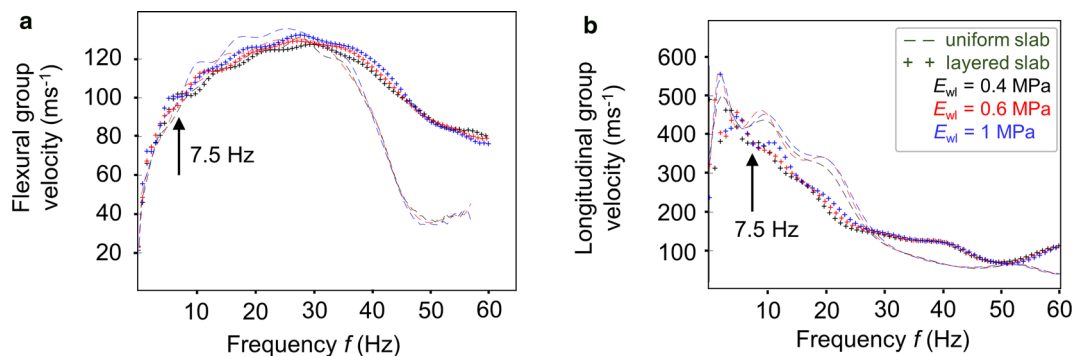 a
Flexural group
velocity (ms⁻¹)
120
100
80
60
40
20
7.5 Hz
10 20 30 40 50 60
Frequency f (Hz)
b
Longitudinal group
velocity (ms⁻¹)
600
500
400
300
200
100
7.5 Hz
0 10 20 30 40 50 60
Frequency f (Hz)
uniform slab
+ + layered slab
Ewl = 0.4 MPa
Ewl = 0.6 MPa
Ewl = 1 MPa